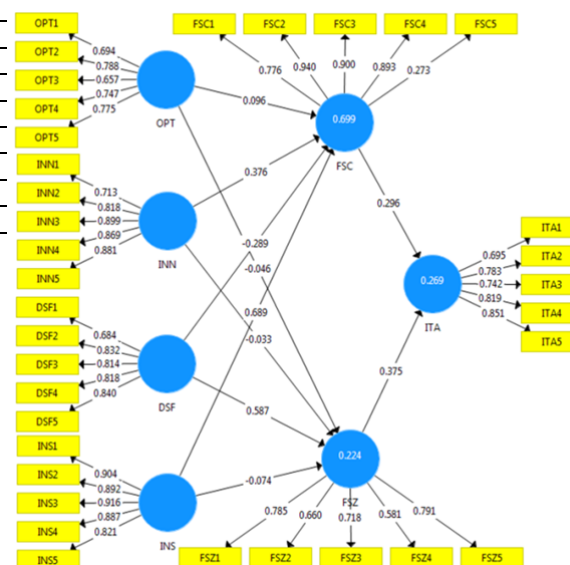 OPT1
OPT2
OPT3
OPT4
OPT5
0.694
0.788
0.657
0.747
0.775
OPT
INN1
INN2
INN3
INN4
INN5
0.713
0.818
0.899
0.869
0.881
INN
DSF1
DSF2
DSF3
DSF4
DSF5
0.684
0.832
0.814
0.818
0.840
DSF
INS1
INS2
INS3
INS4
INS5
0.904
0.892
0.916
0.887
0.821
INS
FSC1 FSC2 FSC3 FSC4 FSC5
0.776 0.940 0.900 0.893 0.273
0.699
FSC
0.096
0.376
-0.289
-0.046
0.689
-0.033
0.587
-0.074
0.296
0.375
0.269
ITA
0.695
0.783
0.742
0.819
0.851
ITA1
ITA2
ITA3
ITA4
ITA5
0.224
FSZ
0.785 0.660 0.718 0.581 0.791
FSZ1 FSZ2 FSZ3 FSZ4 FSZ5